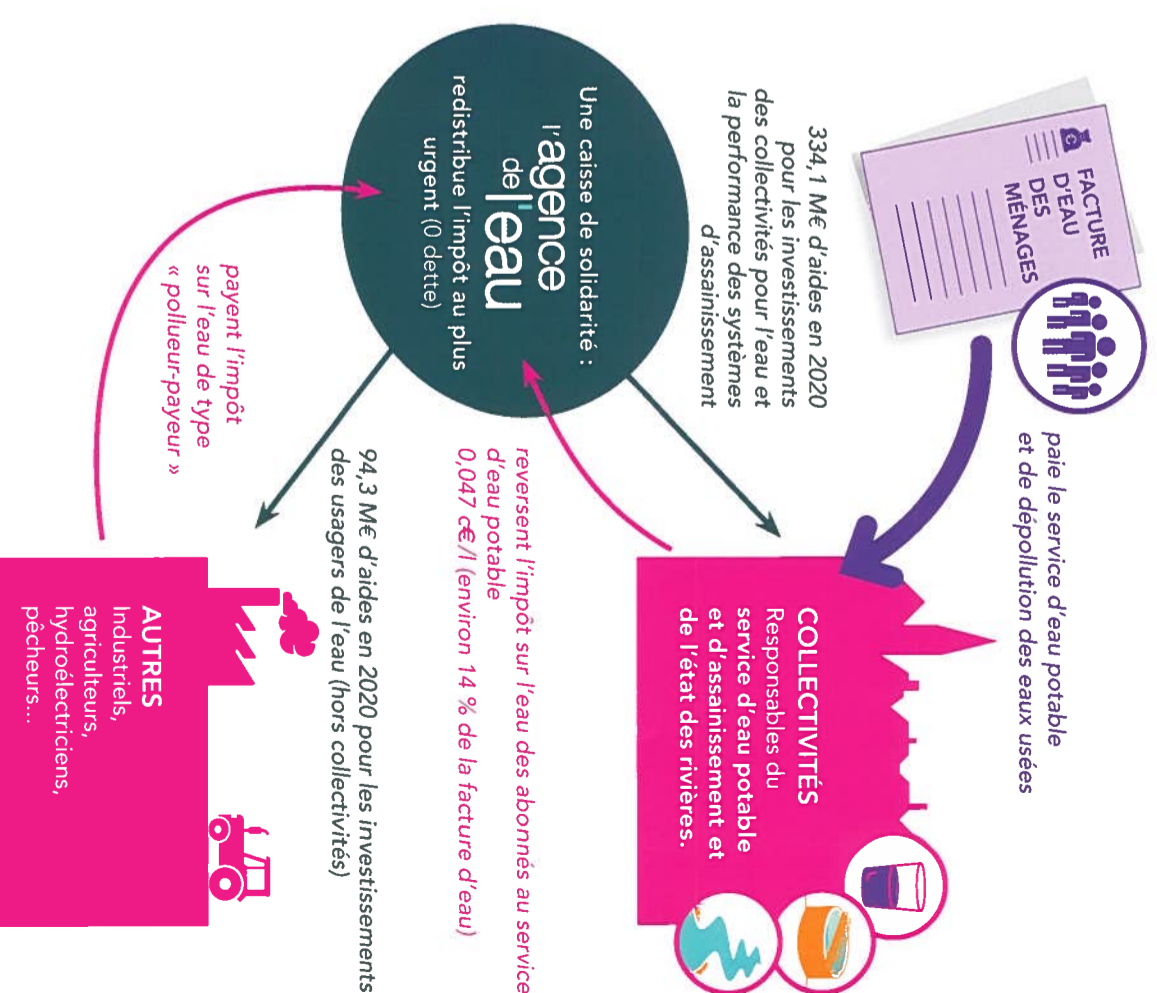 FACTURE
D'EAU
DES
MÉNAGES
paie le service d'eau potable
et de dépollution des eaux usées
334,1 M€ d'aides en 2020
pour les investissements
des collectivités pour l'eau et
la performance des systèmes
d'assainissement
COLLECTIVITÉS
Responsables du
service d'eau potable
et d'assainissement et
de l'état des rivières.
Une caisse de solidarité :
l'agence
de l'eau
redistribue l'impôt au plus
urgent (0 dette)
reversent l'impôt sur l'eau des abonnés au service
d'eau potable
0,047 c€/l (environ 14 % de la facture d'eau)
94,3 M€ d'aides en 2020 pour les investissements
des usagers de l'eau (hors collectivités)
payent l'impôt
sur l'eau de type
« pollueur-payeur »
AUTRES
Industriels,
agriculteurs,
hydroélectriciens,
pêcheurs...